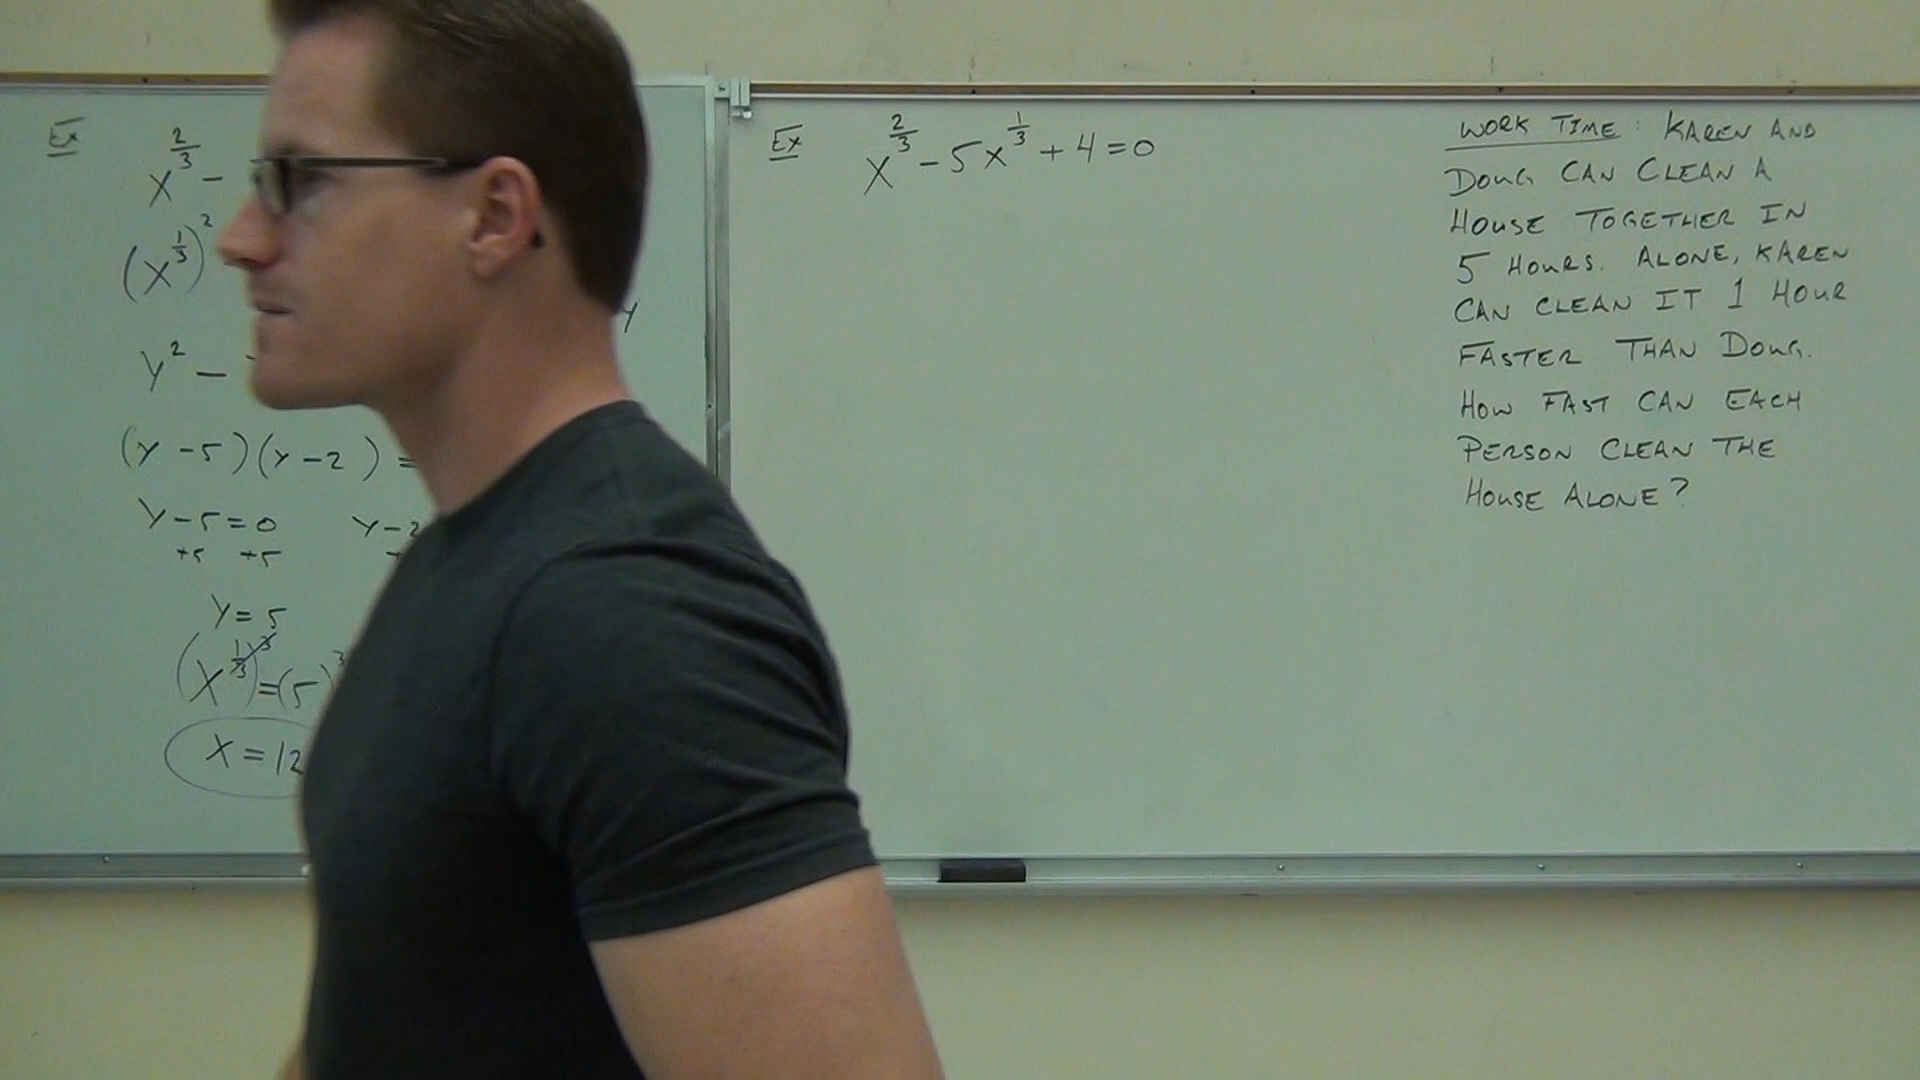 Ex x^{2/3} -
(x^{1/3})^2
y^2 -
(y - 5)(y - 2) =
y - 5 = 0 y - 2
+5 +5 +
y = 5
(x^{1/3})^3 = (5)^3
x = 12
y
Ex x^{2/3} - 5x^{1/3} + 4 = 0
WORK TIME: KAREN AND
DOUG CAN CLEAN A
HOUSE TOGETHER IN
5 HOURS. ALONE, KAREN
CAN CLEAN IT 1 HOUR
FASTER THAN DOUG.
HOW FAST CAN EACH
PERSON CLEAN THE
HOUSE ALONE?